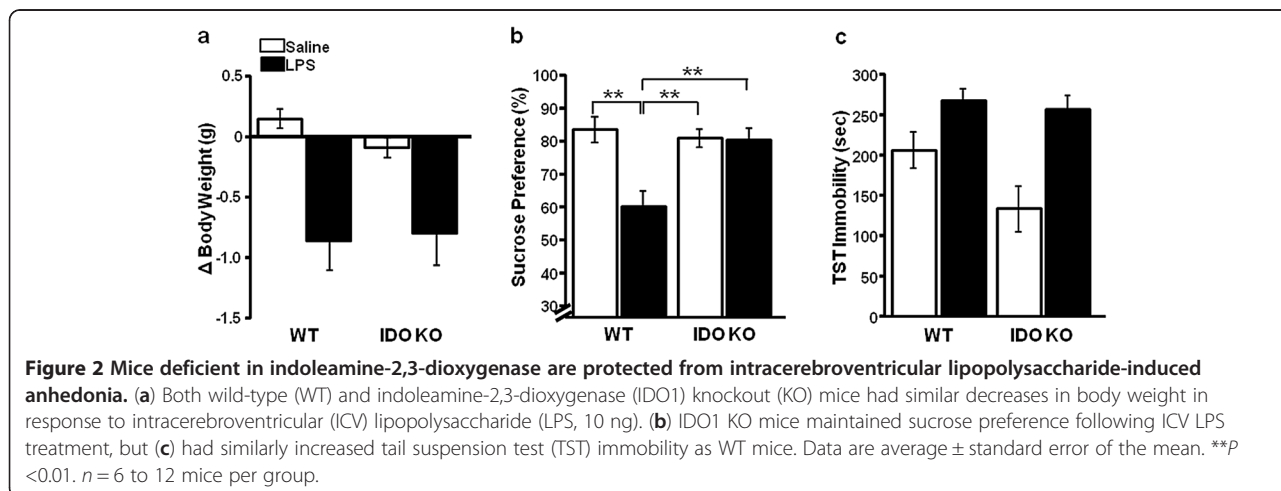 a
Saline
LPS
Δ Body Weight (g)
0.5
0
-0.5
-1.0
-1.5
WT
IDO KO
b
Sucrose Preference (%)
100
90
80
70
60
50
40
30
**
**
**
WT
IDO KO
c
TST Immobility (sec)
300
250
200
150
100
50
0
WT
IDO KO
Figure 2 Mice deficient in indoleamine-2,3-dioxygenase are protected from intracerebroventricular lipopolysaccharide-induced
anhedonia. (a) Both wild-type (WT) and indoleamine-2,3-dioxygenase (IDO1) knockout (KO) mice had similar decreases in body weight in
response to intracerebroventricular (ICV) lipopolysaccharide (LPS, 10 ng). (b) IDO1 KO mice maintained sucrose preference following ICV LPS
treatment, but (c) had similarly increased tail suspension test (TST) immobility as WT mice. Data are average ± standard error of the mean. **P
<0.01. n = 6 to 12 mice per group.